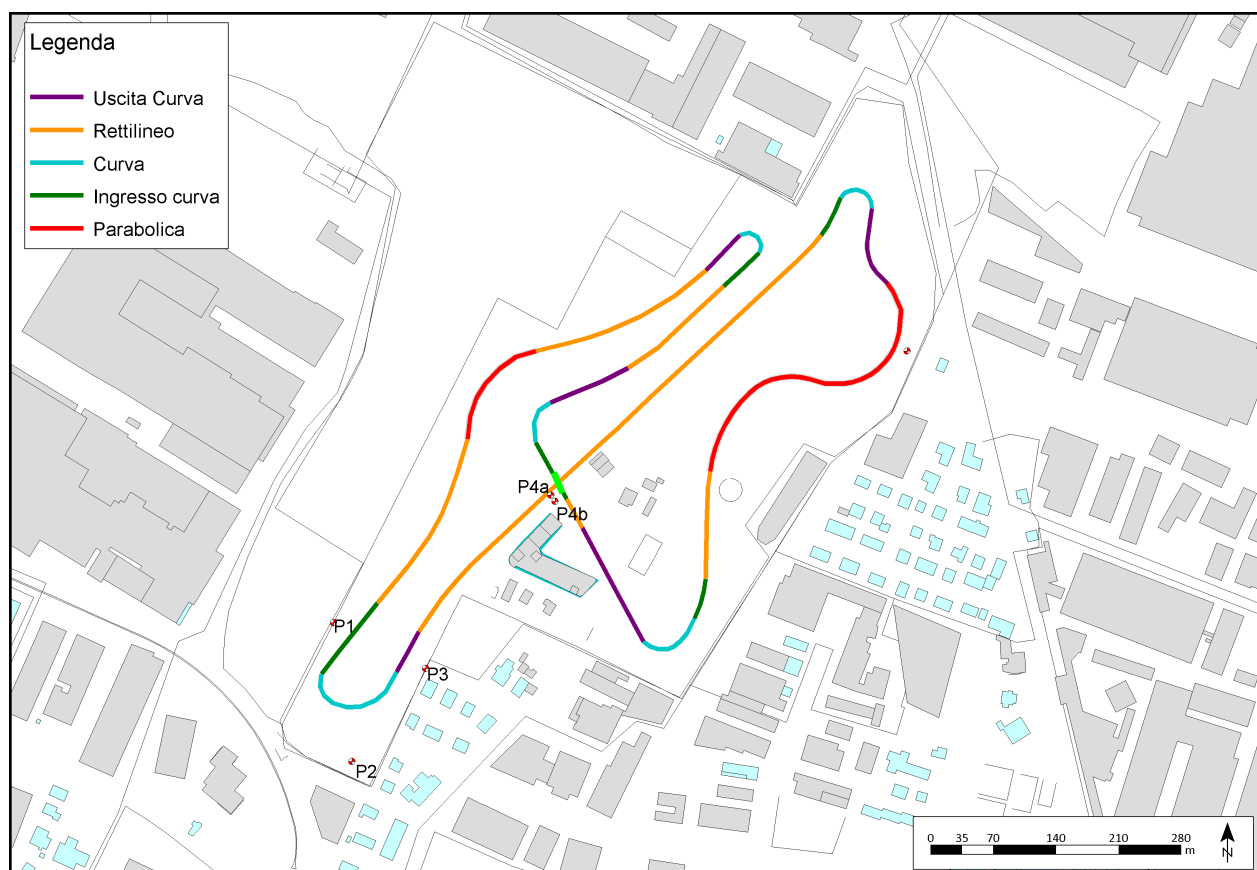 Legenda
Uscita Curva
Rettilineo
Curva
Ingresso curva
Parabolica
P4a
P4b
P1
P3
P2
0 35 70 140 210 280
m
N